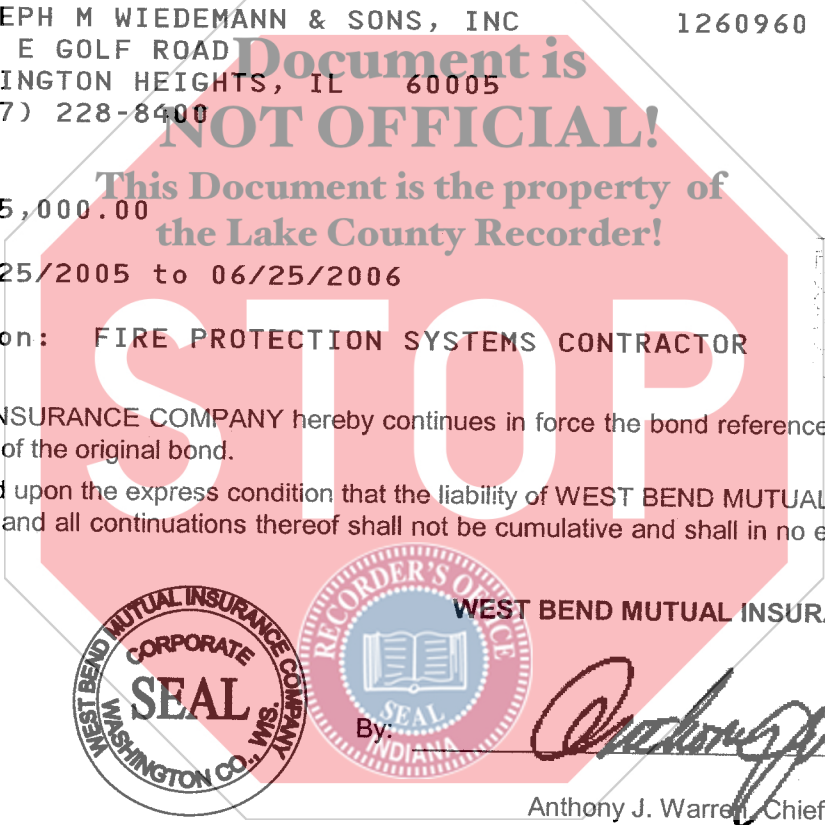 EPH M WIEDEMANN & SONS, INC 1260960
E GOLF ROAD
INGTON HEIGHTS, IL 60005
7) 228-8400
Document is
NOT OFFICIAL!
This Document is the property of
the Lake County Recorder!
5,000.00
25/2005 to 06/25/2006
STOP
on: FIRE PROTECTION SYSTEMS CONTRACTOR
NSURANCE COMPANY hereby continues in force the bond reference
of the original bond.
d upon the express condition that the liability of WEST BEND MUTUAL
and all continuations thereof shall not be cumulative and shall in no e
WEST BEND MUTUAL INSURA
WEST BEND MUTUAL INSURANCE COMPANY
CORPORATE
SEAL
WASHINGTON CO., WIS.
RECORDER'S OFFICE
SEAL
INDIANA
By:
Anthony J. Warren, Chief